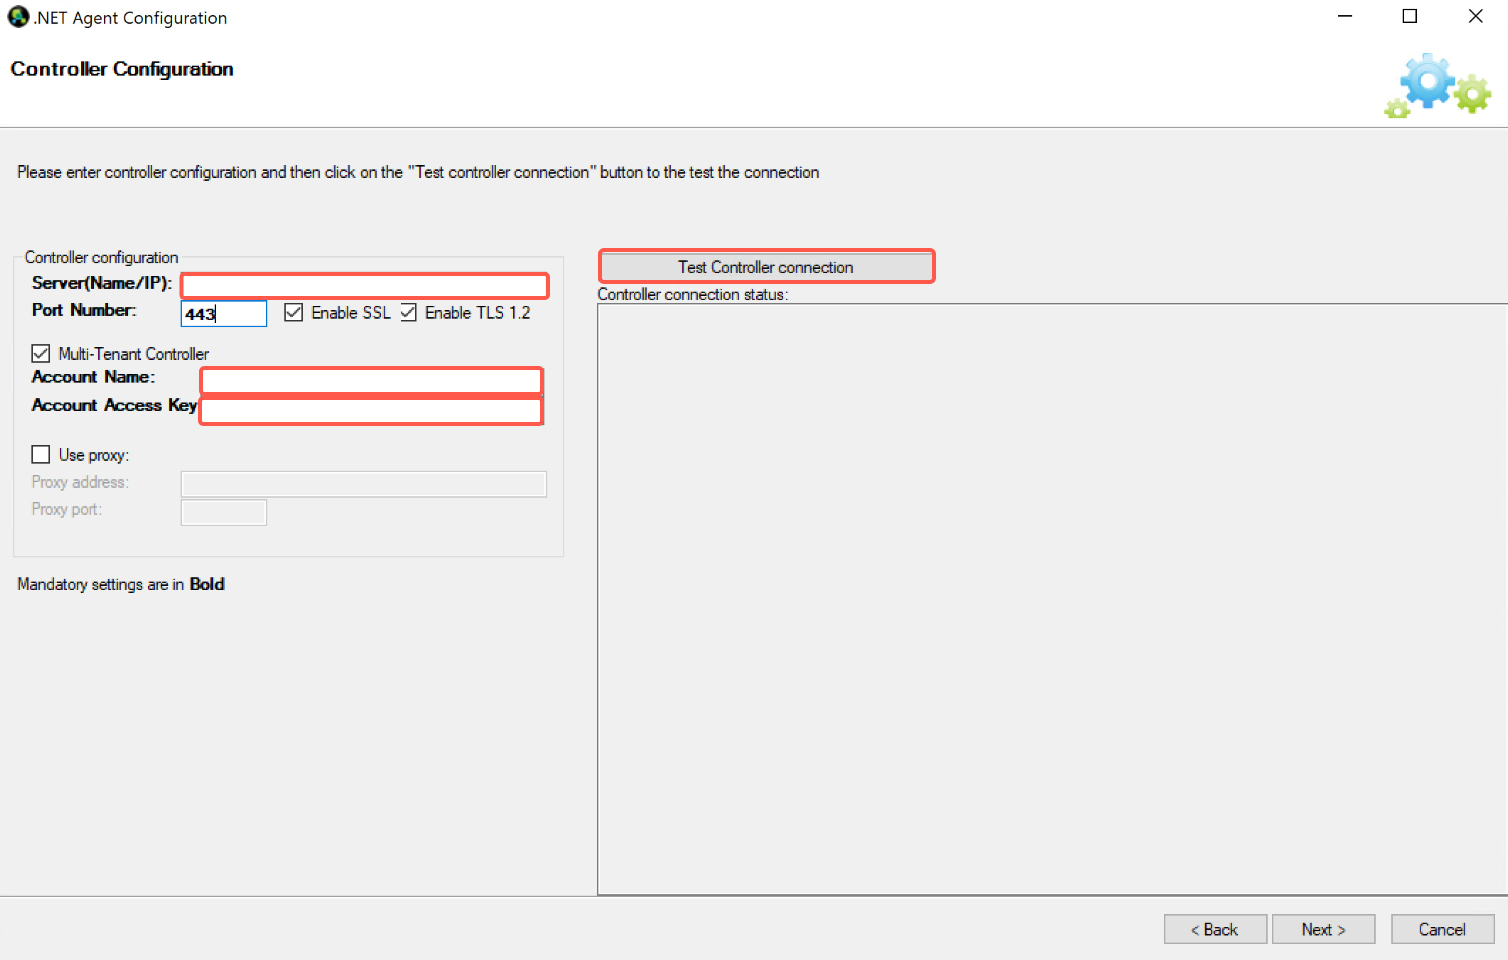 .NET Agent Configuration
Controller Configuration
Please enter controller configuration and then click on the "Test controller connection" button to the test the connection
Controller configuration
Server(Name/IP):
Port Number: 443 Enable SSL Enable TLS 1.2
Multi-Tenant Controller
Account Name:
Account Access Key
Use proxy:
Proxy address:
Proxy port:
Mandatory settings are in Bold
Test Controller connection
Controller connection status:
< Back Next > Cancel